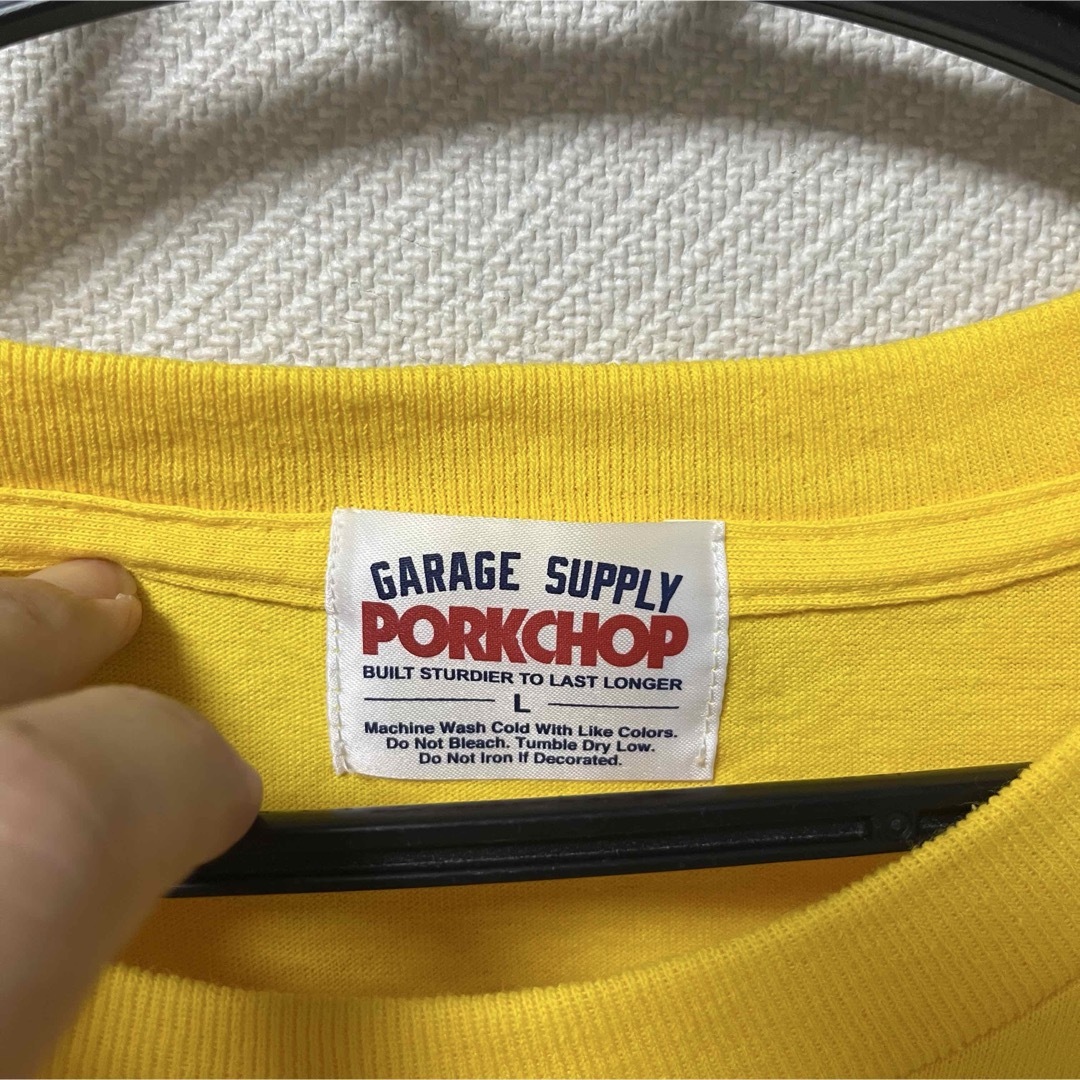 GARAGE SUPPLY
PORKCHOP
BUILT STURDIER TO LAST LONGER
L
Machine Wash Cold With Like Colors.
Do Not Bleach. Tumble Dry Low.
Do Not Iron If Decorated.